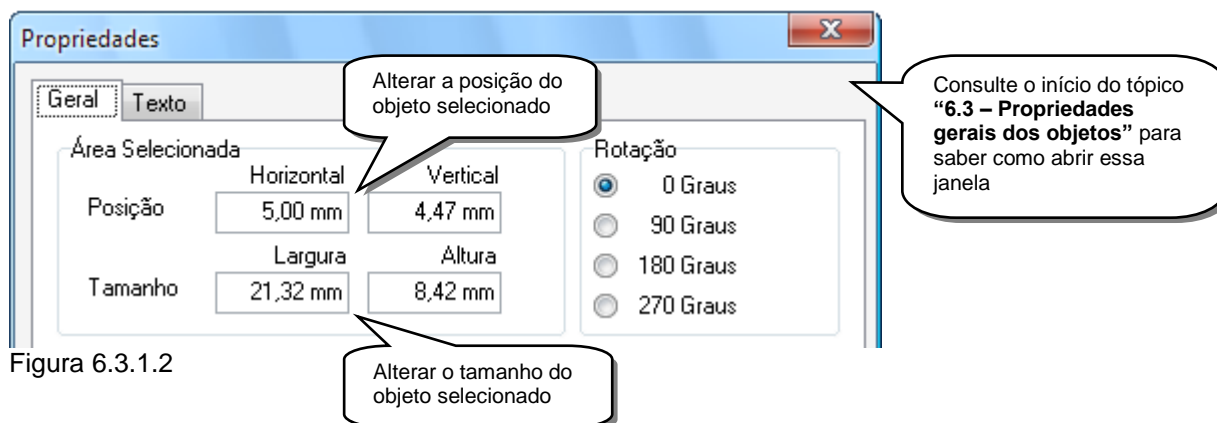 Propriedades
Geral
Texto
Alterar a posição do
objeto selecionado
Consulte o início do tópico
“6.3 – Propriedades
gerais dos objetos” para
saber como abrir essa
janela
Área Selecionada
Horizontal
Vertical
Posição
5,00 mm
4,47 mm
Largura
Altura
Tamanho
21,32 mm
8,42 mm
Rotação
0 Graus
90 Graus
180 Graus
270 Graus
Figura 6.3.1.2
Alterar o tamanho do
objeto selecionado